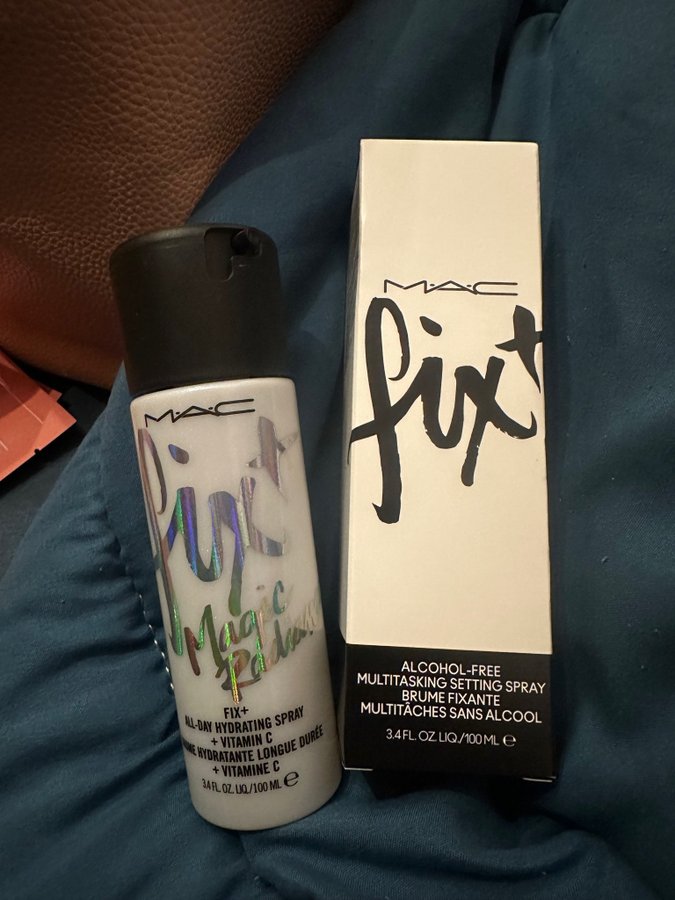 M·A·C
fix+
Magic
Radiance
FIX+
ALL-DAY HYDRATING SPRAY
+ VITAMIN C
HYDRATANTE LONGUE DURÉE
+ VITAMINE C
3.4 FL. OZ. LIQ./100 ML ℮
M·A·C
fix+
ALCOHOL-FREE
MULTITASKING SETTING SPRAY
BRUME FIXANTE
MULTITÂCHES SANS ALCOOL
3.4 FL. OZ. LIQ./100 ML ℮